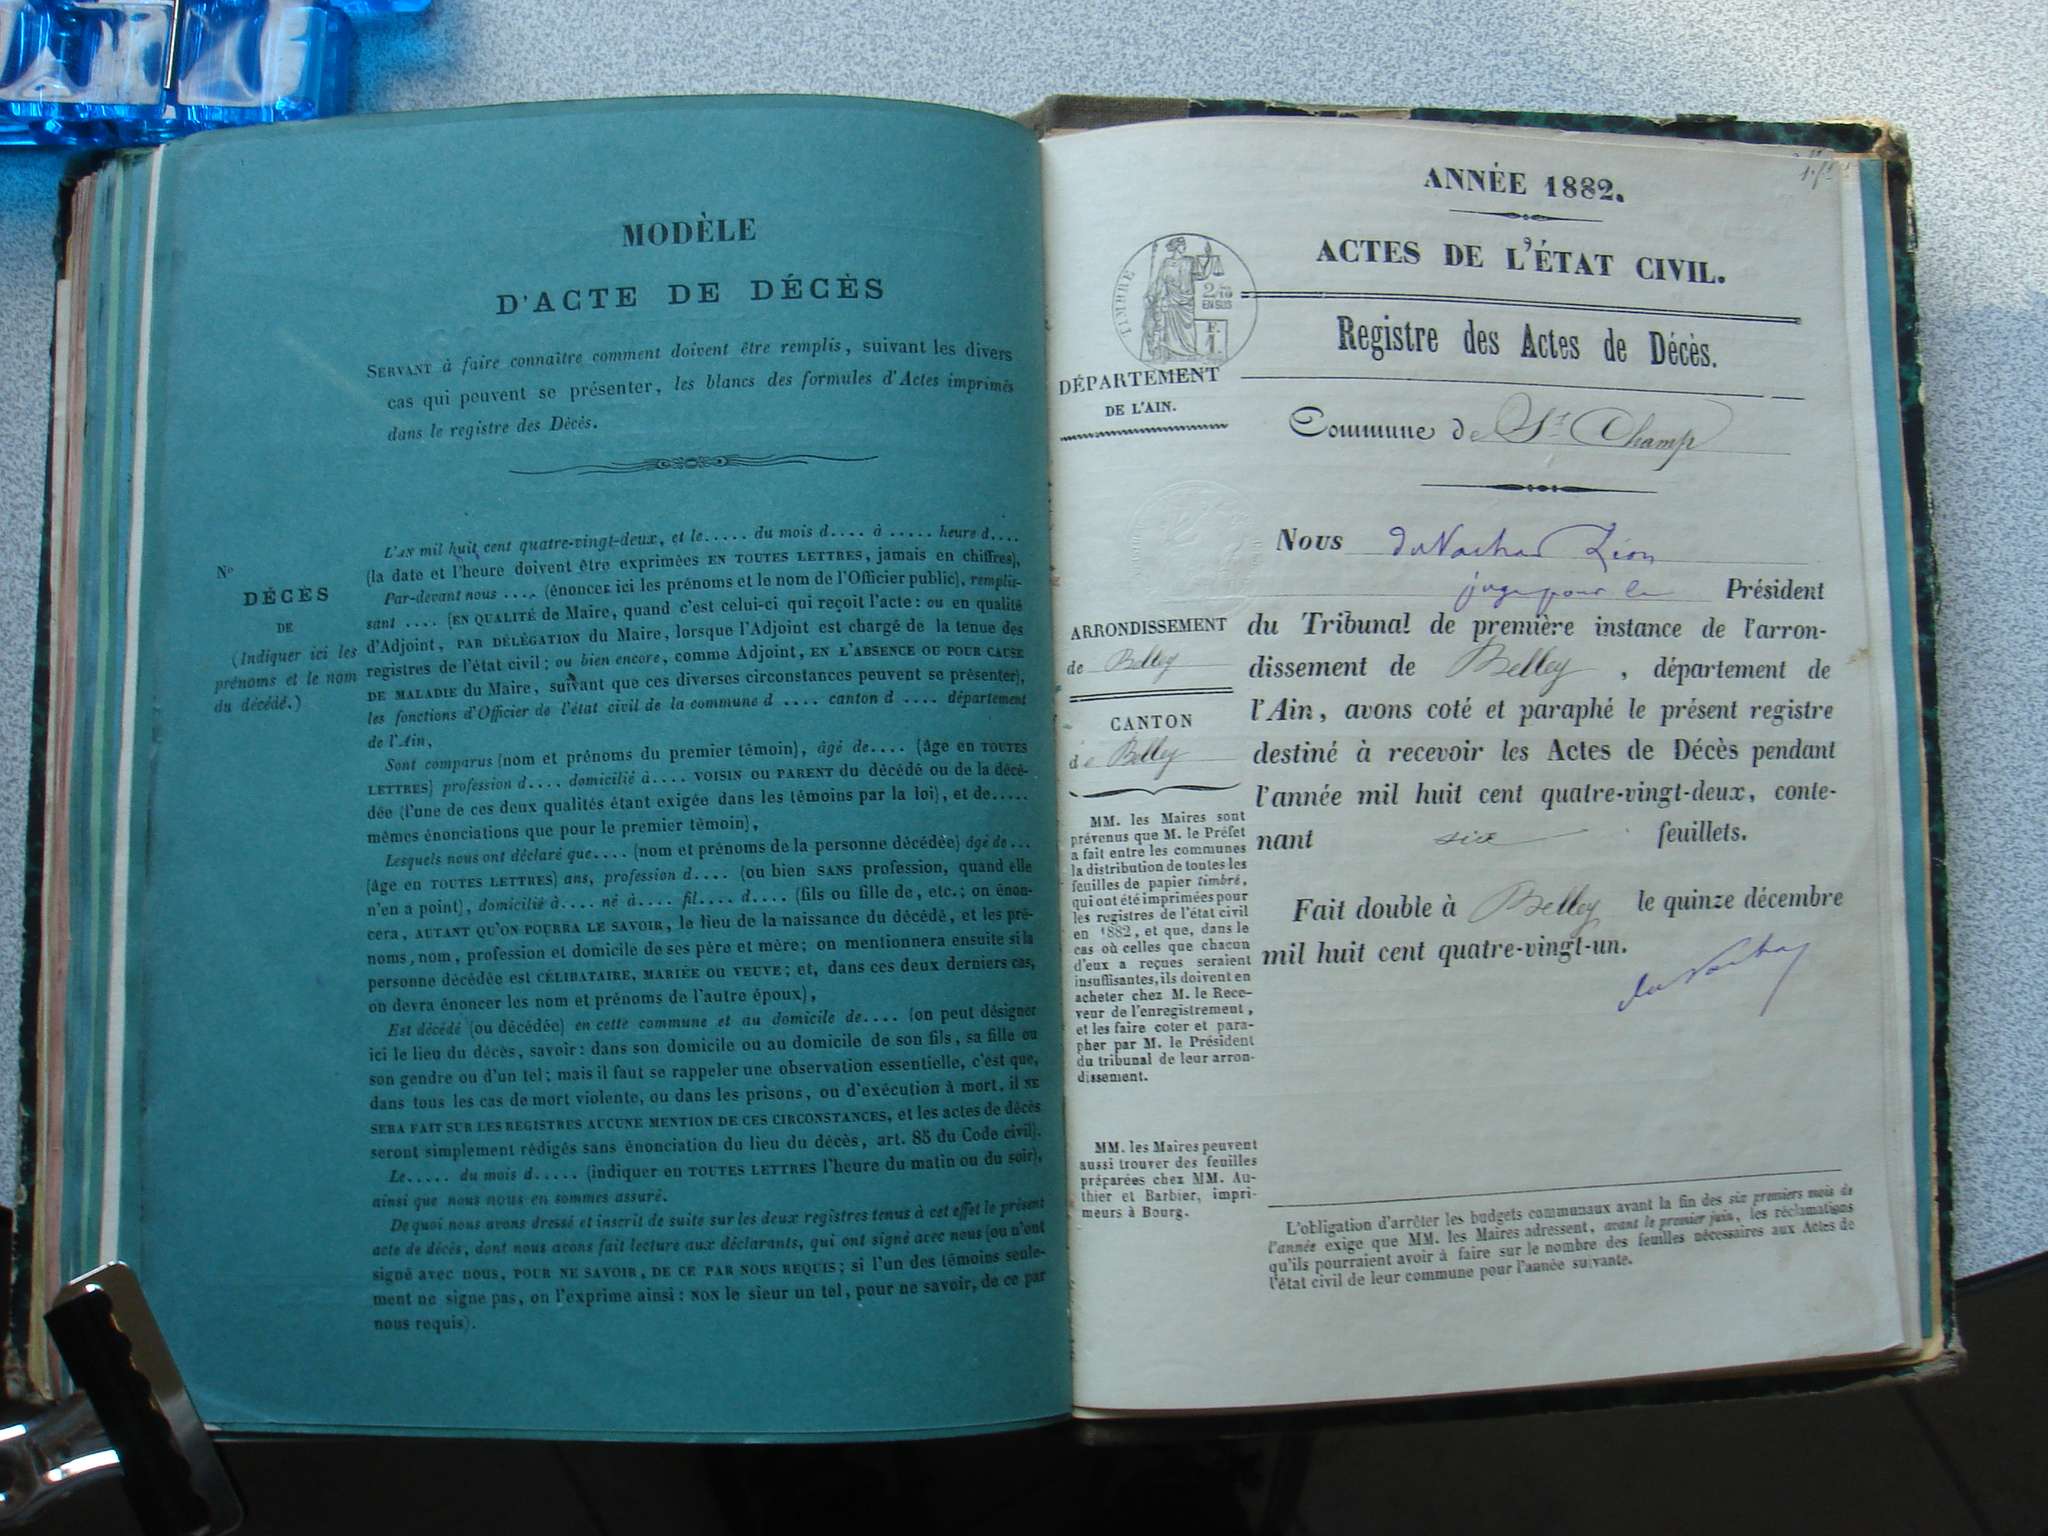 MODÈLE
D'ACTE DE DÉCÈS
SERVANT à faire connaître comment doivent être remplis, suivant les divers
cas qui peuvent se présenter, les blancs des formules d'Actes imprimés
dans le registre des Décès.
No
DÉCÈS
DE
(Indiquer ici les
prénoms et le nom
du décédé.)
L'AN mil huit cent quatre-vingt-deux, et le..... du mois d.... à ..... heure d....
(la date et l'heure doivent être exprimées EN TOUTES LETTRES, jamais en chiffres),
Par-devant nous .... (énoncer ici les prénoms et le nom de l'Officier public), remplis-
sant .... (EN QUALITÉ de Maire, quand c'est celui-ci qui reçoit l'acte: ou en qualité
d'Adjoint, PAR DÉLÉGATION du Maire, lorsque l'Adjoint est chargé de la tenue des
registres de l'état civil; ou bien encore, comme Adjoint, EN L'ABSENCE OU POUR CAUSE
DE MALADIE du Maire, suivant que ces diverses circonstances peuvent se présenter),
les fonctions d'Officier de l'état civil de la commune d .... canton d .... département
de l'Ain,
Sont comparus (nom et prénoms du premier témoin), âgé de.... (âge en TOUTES
LETTRES) profession d.... domicilié à.... VOISIN OU PARENT du décédé ou de la décé-
dée (l'une de ces deux qualités étant exigée dans les témoins par la loi), et de.....
mêmes énonciations que pour le premier témoin),
Lesquels nous ont déclaré que.... (nom et prénoms de la personne décédée) âgé de...
(âge en TOUTES LETTRES) ans, profession d.... (ou bien SANS profession, quand elle
n'en a point), domicilié à.... né à.... fil.... d.... (fils ou fille de, etc.; on énon-
cera, AUTANT QU'ON POURRA LE SAVOIR, le lieu de la naissance du décédé, et les pré-
noms, nom, profession et domicile de ses père et mère; on mentionnera ensuite si la
personne décédée est CÉLIBATAIRE, MARIÉE OU VEUVE; et, dans ces deux derniers cas,
on devra énoncer les nom et prénoms de l'autre époux),
Est décédé (ou décédée) en cette commune et au domicile de.... (on peut désigner
ici le lieu du décès, savoir: dans son domicile ou au domicile de son fils, sa fille ou
son gendre ou d'un tel; mais il faut se rappeler une observation essentielle, c'est que,
dans tous les cas de mort violente, ou dans les prisons, ou d'exécution à mort, il NE
SERA FAIT SUR LES REGISTRES AUCUNE MENTION DE CES CIRCONSTANCES, et les actes de décès
seront simplement rédigés sans énonciation du lieu du décès, art. 85 du Code civil).
Le..... du mois d..... (indiquer en TOUTES LETTRES l'heure du matin ou du soir),
ainsi que nous nous en sommes assuré.
De quoi nous avons dressé et inscrit de suite sur les deux registres tenus à cet effet le présent
acte de décès, dont nous avons fait lecture aux déclarants, qui ont signé avec nous (ou n'ont
signé avec nous, POUR NE SAVOIR, DE CE PAR NOUS REQUIS; si l'un des témoins seule-
ment ne signe pas, on l'exprime ainsi: NON le sieur un tel, pour ne savoir, de ce par
nous requis).
ANNÉE 1882.
ACTES DE L'ÉTAT CIVIL.
TIMBRE
2/10
EN SUS
F.
1.
Registre des Actes de Décès.
DÉPARTEMENT
DE L'AIN.
Commune de St Champ
Nous Léon
juge pour le Président
du Tribunal de première instance de l'arron-
dissement de Belley, département de
l'Ain, avons coté et paraphé le présent registre
destiné à recevoir les Actes de Décès pendant
l'année mil huit cent quatre-vingt-deux, conte-
nant six feuillets.
Fait double à Belley le quinze décembre
mil huit cent quatre-vingt-un.
ARRONDISSEMENT
de Belley
CANTON
de Belley
MM. les Maires sont
prévenus que M. le Préfet
a fait entre les communes
la distribution de toutes les
feuilles de papier timbré,
qui ont été imprimées pour
les registres de l'état civil
en 1882, et que, dans le
cas où celles que chacun
d'eux a reçues seraient
insuffisantes, ils doivent en
acheter chez M. le Rece-
veur de l'enregistrement,
et les faire coter et para-
pher par M. le Président
du tribunal de leur arron-
dissement.
MM. les Maires peuvent
aussi trouver des feuilles
préparées chez MM. Au-
thier et Barbier, impri-
meurs à Bourg.
L'obligation d'arrêter les budgets communaux avant la fin des six premiers mois de
l'année exige que MM. les Maires adressent, avant le premier juin, les réclamations
qu'ils pourraient avoir à faire sur le nombre des feuilles nécessaires aux Actes de
l'état civil de leur commune pour l'année suivante.